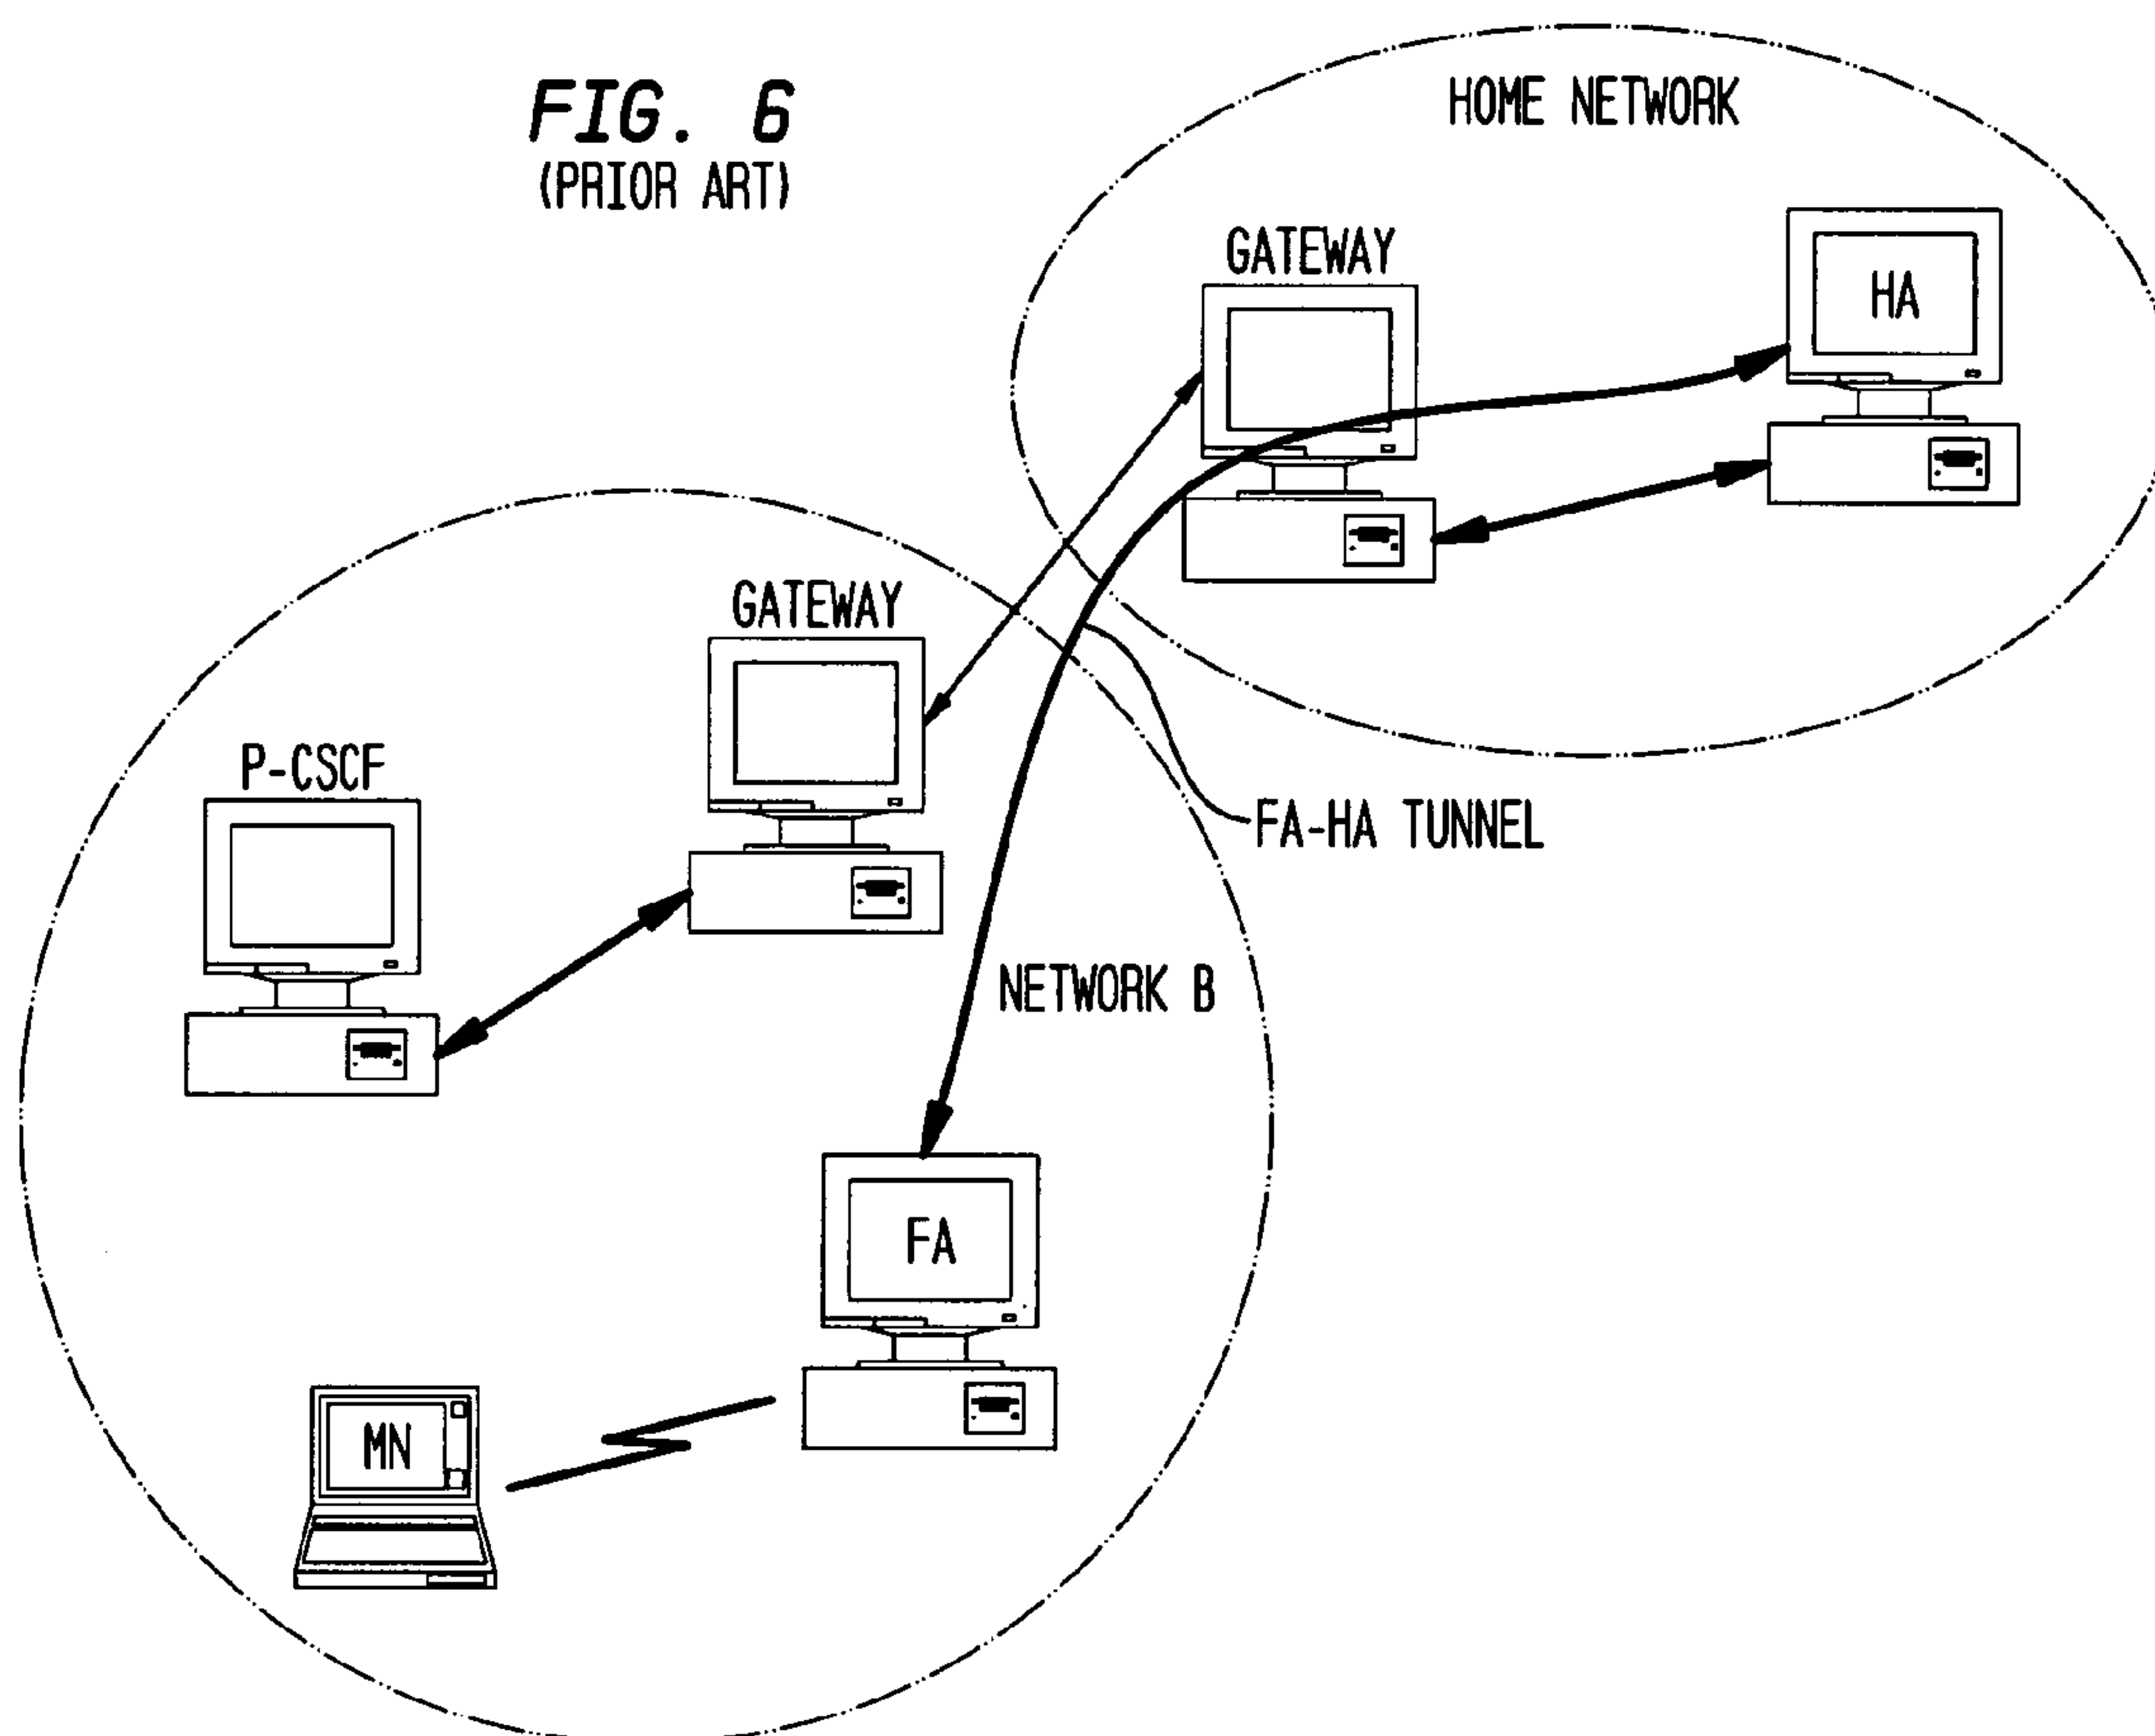 FIG. 6
(PRIOR ART)
HOME NETWORK
GATEWAY
HA
GATEWAY
P-CSCF
FA-HA TUNNEL
NETWORK B
FA
MN